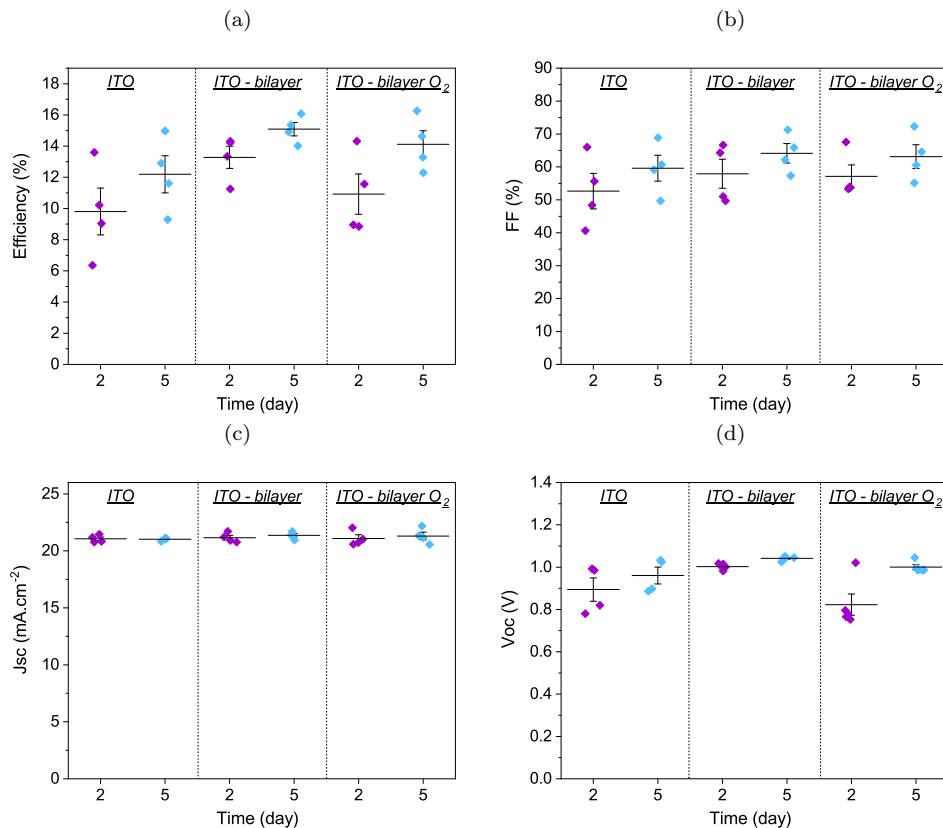 (a)
ITO
ITO - bilayer
ITO - bilayer O2
Efficiency (%)
18
16
14
12
10
8
6
4
2
0
2
5
2
5
2
5
Time (day)
(b)
ITO
ITO - bilayer
ITO - bilayer O2
FF (%)
90
80
70
60
50
40
30
20
10
0
2
5
2
5
2
5
Time (day)
(c)
ITO
ITO - bilayer
ITO - bilayer O2
Jsc (mA.cm⁻²)
25
20
15
10
5
0
2
5
2
5
2
5
Time (day)
(d)
ITO
ITO - bilayer
ITO - bilayer O2
Voc (V)
1.4
1.2
1.0
0.8
0.6
0.4
0.2
0.0
2
5
2
5
2
5
Time (day)